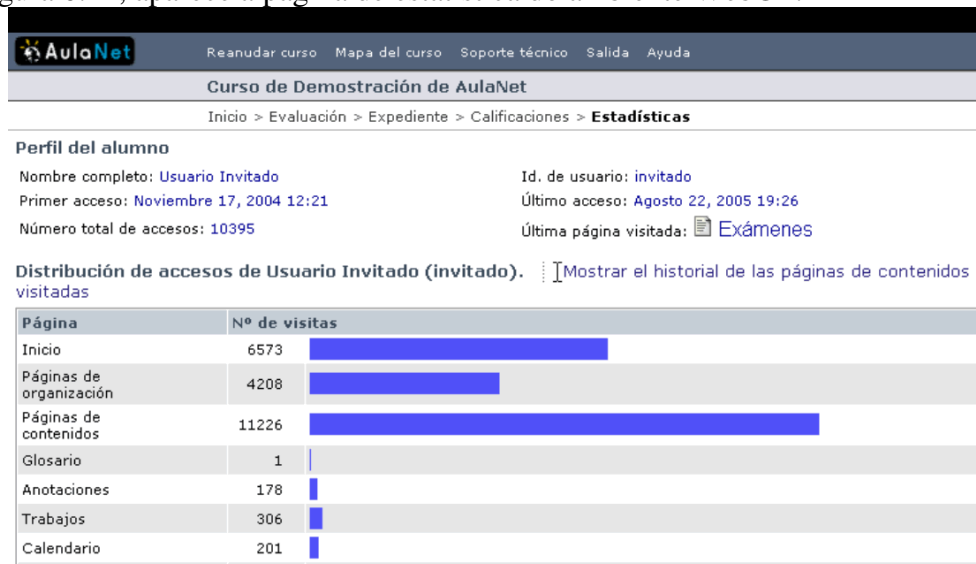 AulaNet Reanudar curso Mapa del curso Soporte técnico Salida Ayuda
Curso de Demostración de AulaNet
Inicio > Evaluación > Expediente > Calificaciones > Estadísticas
Perfil del alumno
Nombre completo: Usuario Invitado Id. de usuario: invitado
Primer acceso: Noviembre 17, 2004 12:21 Último acceso: Agosto 22, 2005 19:26
Número total de accesos: 10395 Última página visitada: Exámenes
Distribución de accesos de Usuario Invitado (invitado). Mostrar el historial de las páginas de contenidos
visitadas
Página Nº de visitas
Inicio 6573
Páginas de
organización 4208
Páginas de
contenidos 11226
Glosario 1
Anotaciones 178
Trabajos 306
Calendario 201